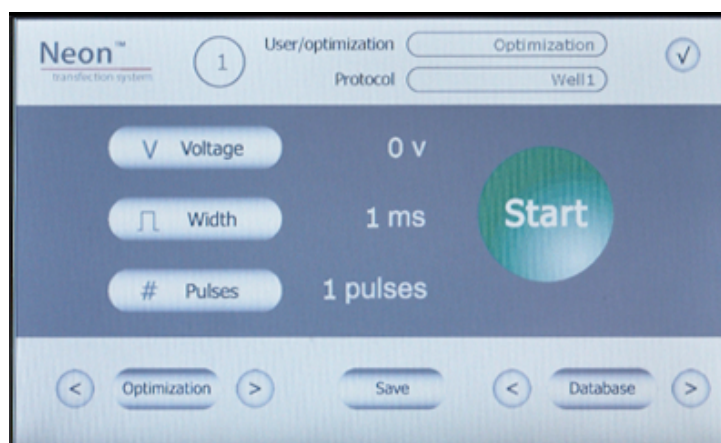 Neon™
transfection system
1
User/optimization Optimization
Protocol Well1
√
V Voltage 0 v
Width 1 ms
# Pulses 1 pulses
Start
< Optimization > Save < Database >